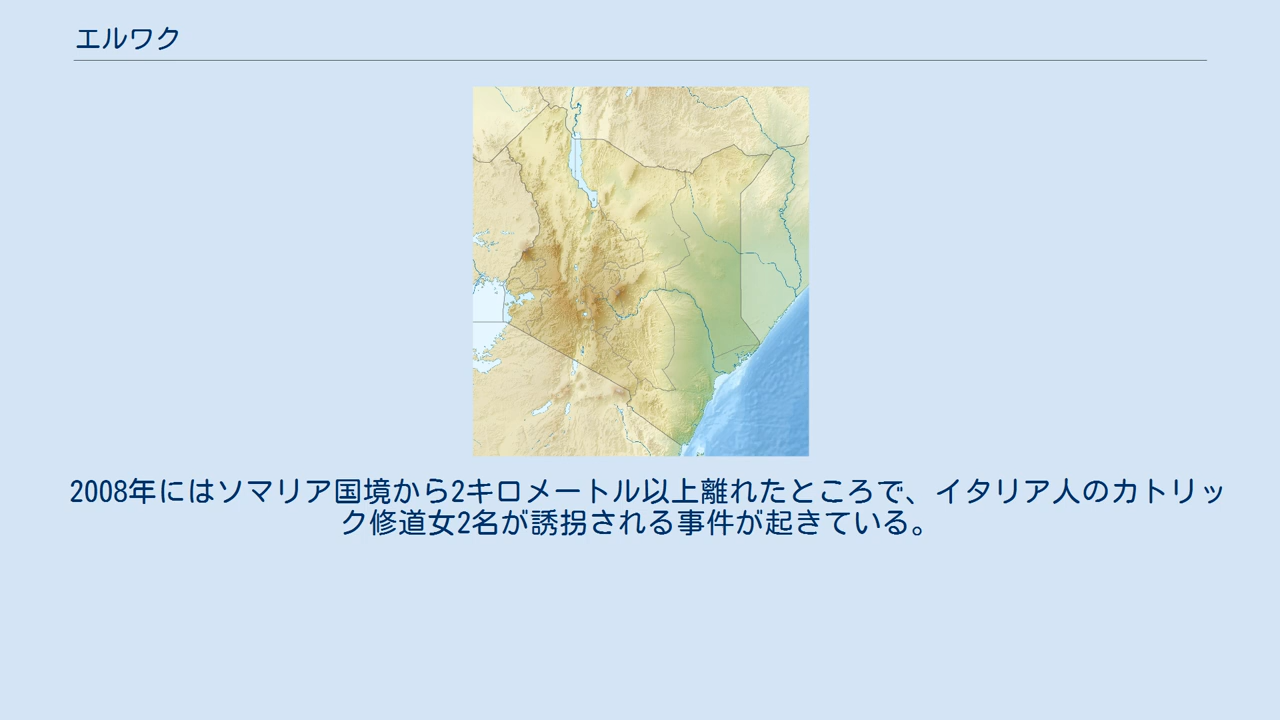 エルワク
2008年にはソマリア国境から2キロメートル以上離れたところで、イタリア人のカトリッ
ク修道女2名が誘拐される事件が起きている。